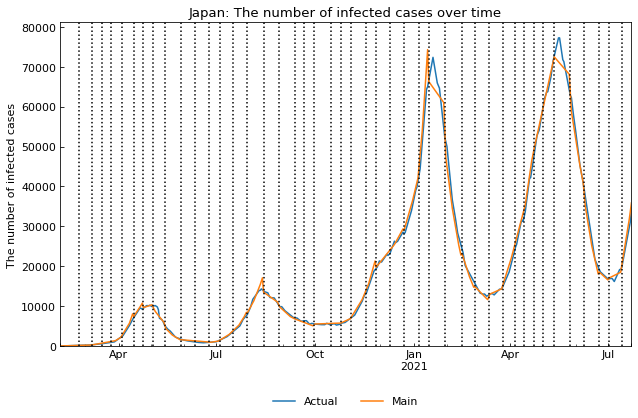 Japan: The number of infected cases over time
The number of infected cases
80000
70000
60000
50000
40000
30000
20000
10000
0
Apr
Jul
Oct
Jan
2021
Apr
Jul
Actual
Main